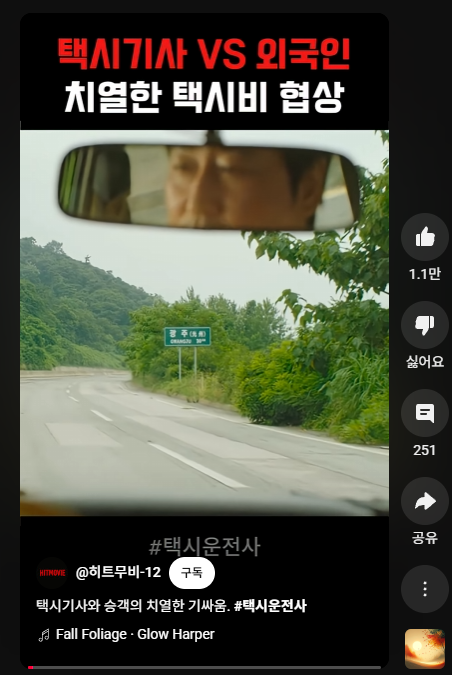 택시기사 VS 외국인
치열한 택시비 협상
광주(光州)
GWANGJU
1.1만
싫어요
251
공유
#택시운전사
HITMOVIE
@히트무비-12
구독
택시기사와 승객의 치열한 기싸움. #택시운전사
Fall Foliage · Glow Harper